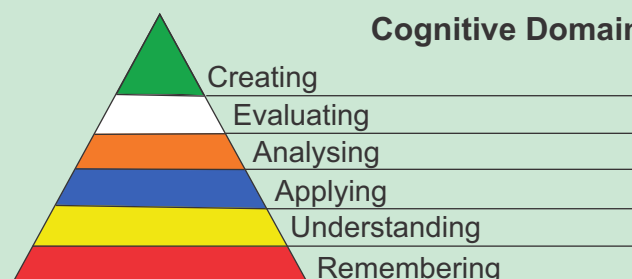 Cognitive Domain
Creating
Evaluating
Analysing
Applying
Understanding
Remembering